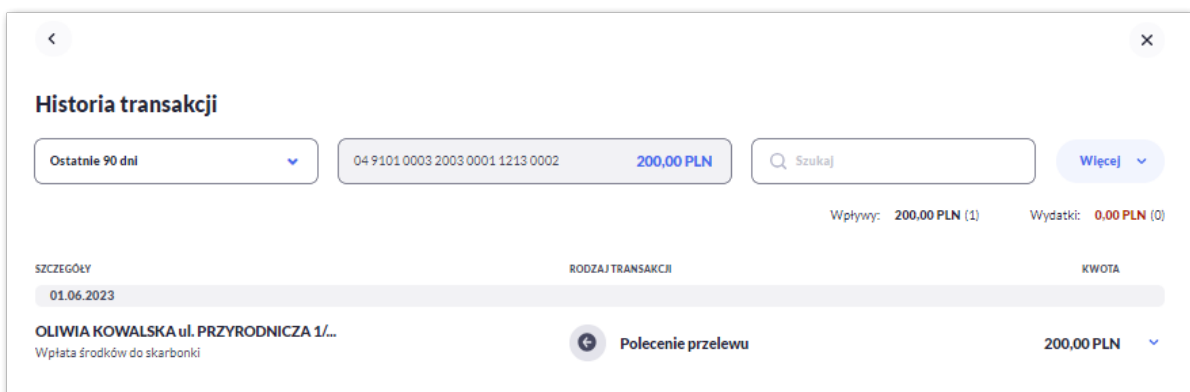 Historia transakcji
Ostatnie 90 dni
04 9101 0003 2003 0001 1213 0002 200,00 PLN
Szukaj
Więcej
Wpływy: 200,00 PLN (1) Wydatki: 0,00 PLN (0)
SZCZEGÓŁY RODZAJ TRANSAKCJI KWOTA
01.06.2023
OLIWIA KOWALSKA ul. PRZYRODNICZA 1/...
Wpłata środków do skarbonki
Polecenie przelewu
200,00 PLN